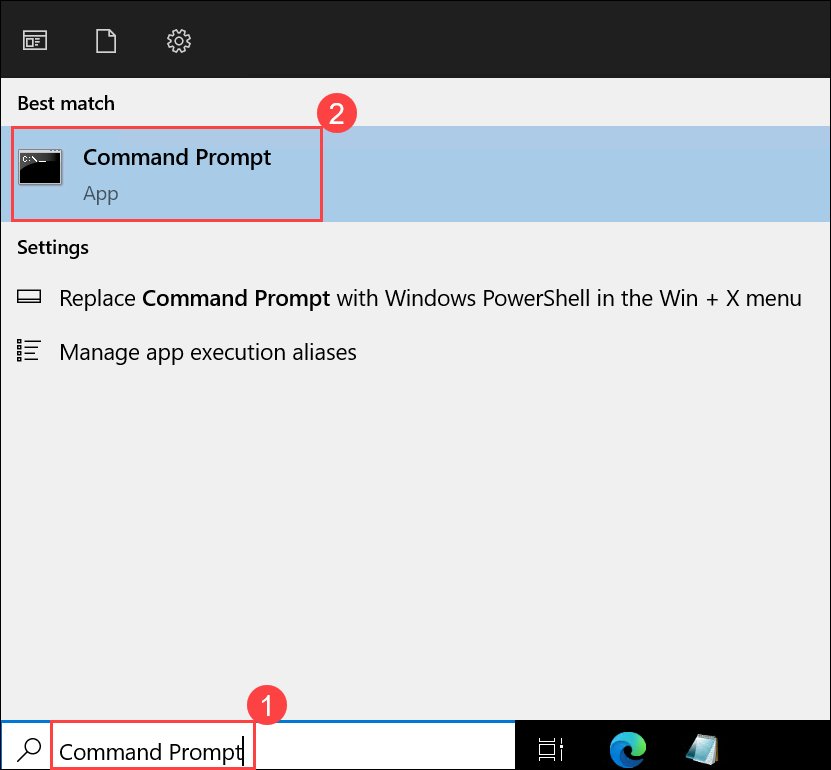 Best match
2
C:\_
Command Prompt
App
Settings
Replace Command Prompt with Windows PowerShell in the Win + X menu
Manage app execution aliases
1
Command Prompt